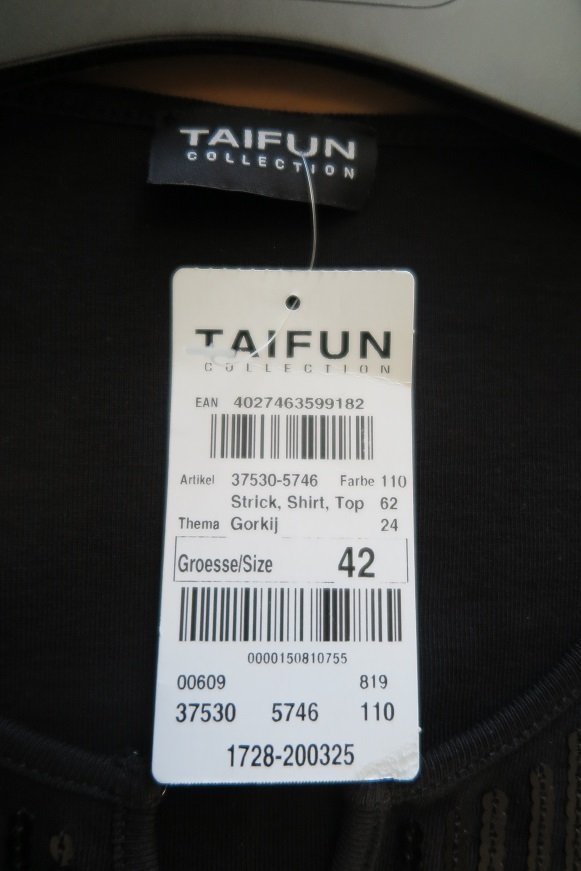 TAIFUN
COLLECTION
TAIFUN
COLLECTION
EAN 4027463599182
Artikel 37530-5746 Farbe 110
Strick, Shirt, Top 62
Thema Gorkij 24
Groesse/Size 42
0000150810755
00609 819
37530 5746 110
1728-200325